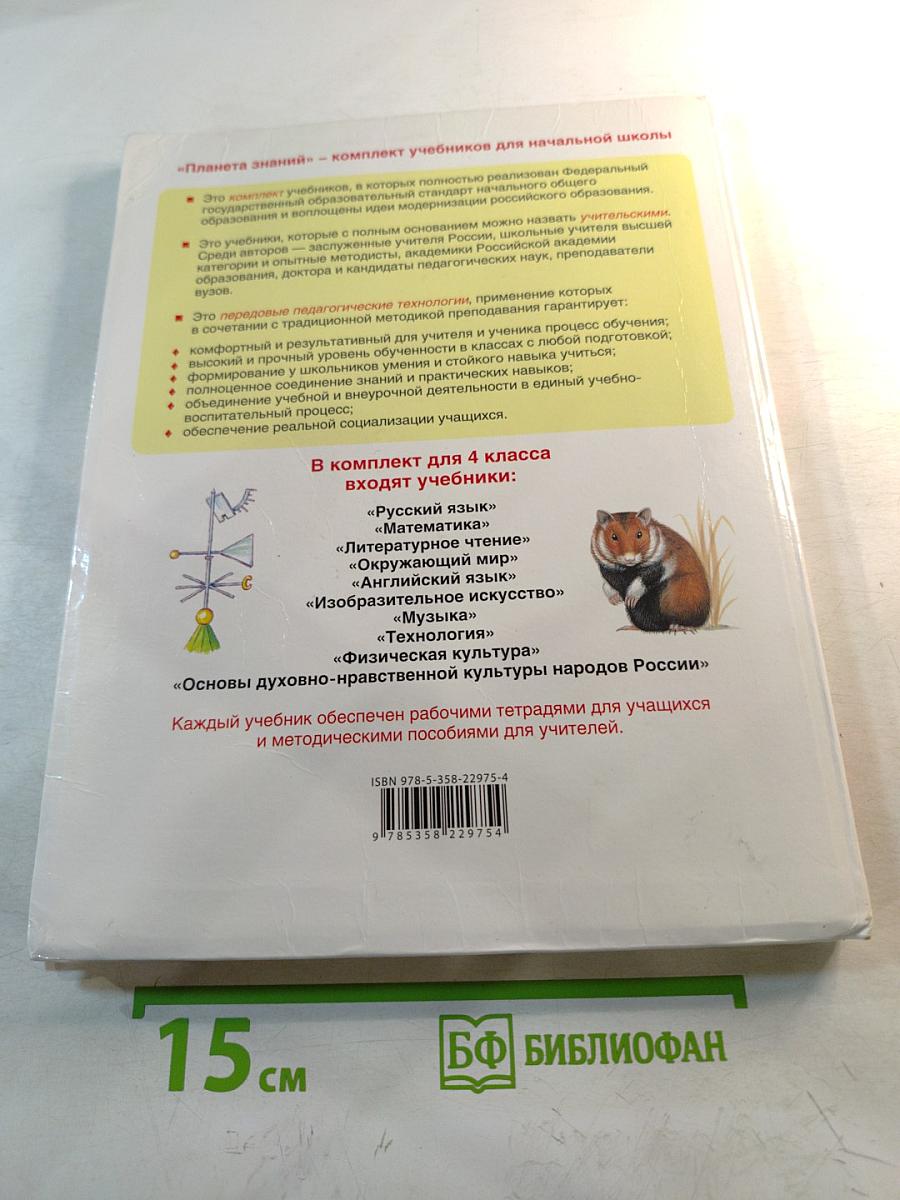 «Планета знаний» – комплект учебников для начальной школы
Это комплект учебников, в которых полностью реализован Федеральный
государственный образовательный стандарт начального общего
образования и воплощены идеи модернизации российского образования.
Это учебники, которые с полным основанием можно назвать учительскими.
Среди авторов — заслуженные учителя России, школьные учителя высшей
категории и опытные методисты, академики Российской академии
образования, доктора и кандидаты педагогических наук, преподаватели
вузов.
Это передовые педагогические технологии, применение которых
в сочетании с традиционной методикой преподавания гарантирует:
комфортный и результативный для учителя и ученика процесс обучения;
высокий и прочный уровень обученности в классах с любой подготовкой;
формирование у школьников умения и стойкого навыка учиться;
полноценное соединение знаний и практических навыков;
объединение учебной и внеурочной деятельности в единый учебно-
воспитательный процесс;
обеспечение реальной социализации учащихся.
В комплект для 4 класса
входят учебники:
«Русский язык»
«Математика»
«Литературное чтение»
«Окружающий мир»
«Английский язык»
«Изобразительное искусство»
«Музыка»
«Технология»
«Физическая культура»
«Основы духовно-нравственной культуры народов России»
С
Каждый учебник обеспечен рабочими тетрадями для учащихся
и методическими пособиями для учителей.
ISBN 978-5-358-22975-4
9 785358 229754
15 см
БФ БИБЛИОФАН